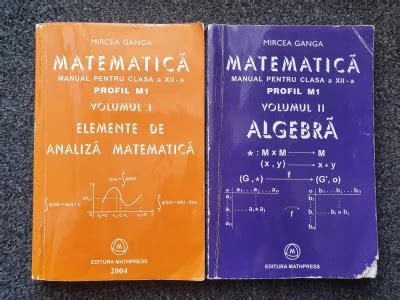 MIRCEA GANGA
MATEMATICĂ
MANUAL PENTRU CLASA a XII-a
PROFIL M1
VOLUMUL I
ELEMENTE DE
ANALIZĂ MATEMATICĂ
EDITURA MATHPRESS
2004
MIRCEA GANGA
MATEMATICĂ
MANUAL PENTRU CLASA a XII-a
PROFIL M1
VOLUMUL II
ALGEBRĂ
* : M x M → M
(x , y) → x * y
(G , *) → (G', o)
f
EDITURA MATHPRESS